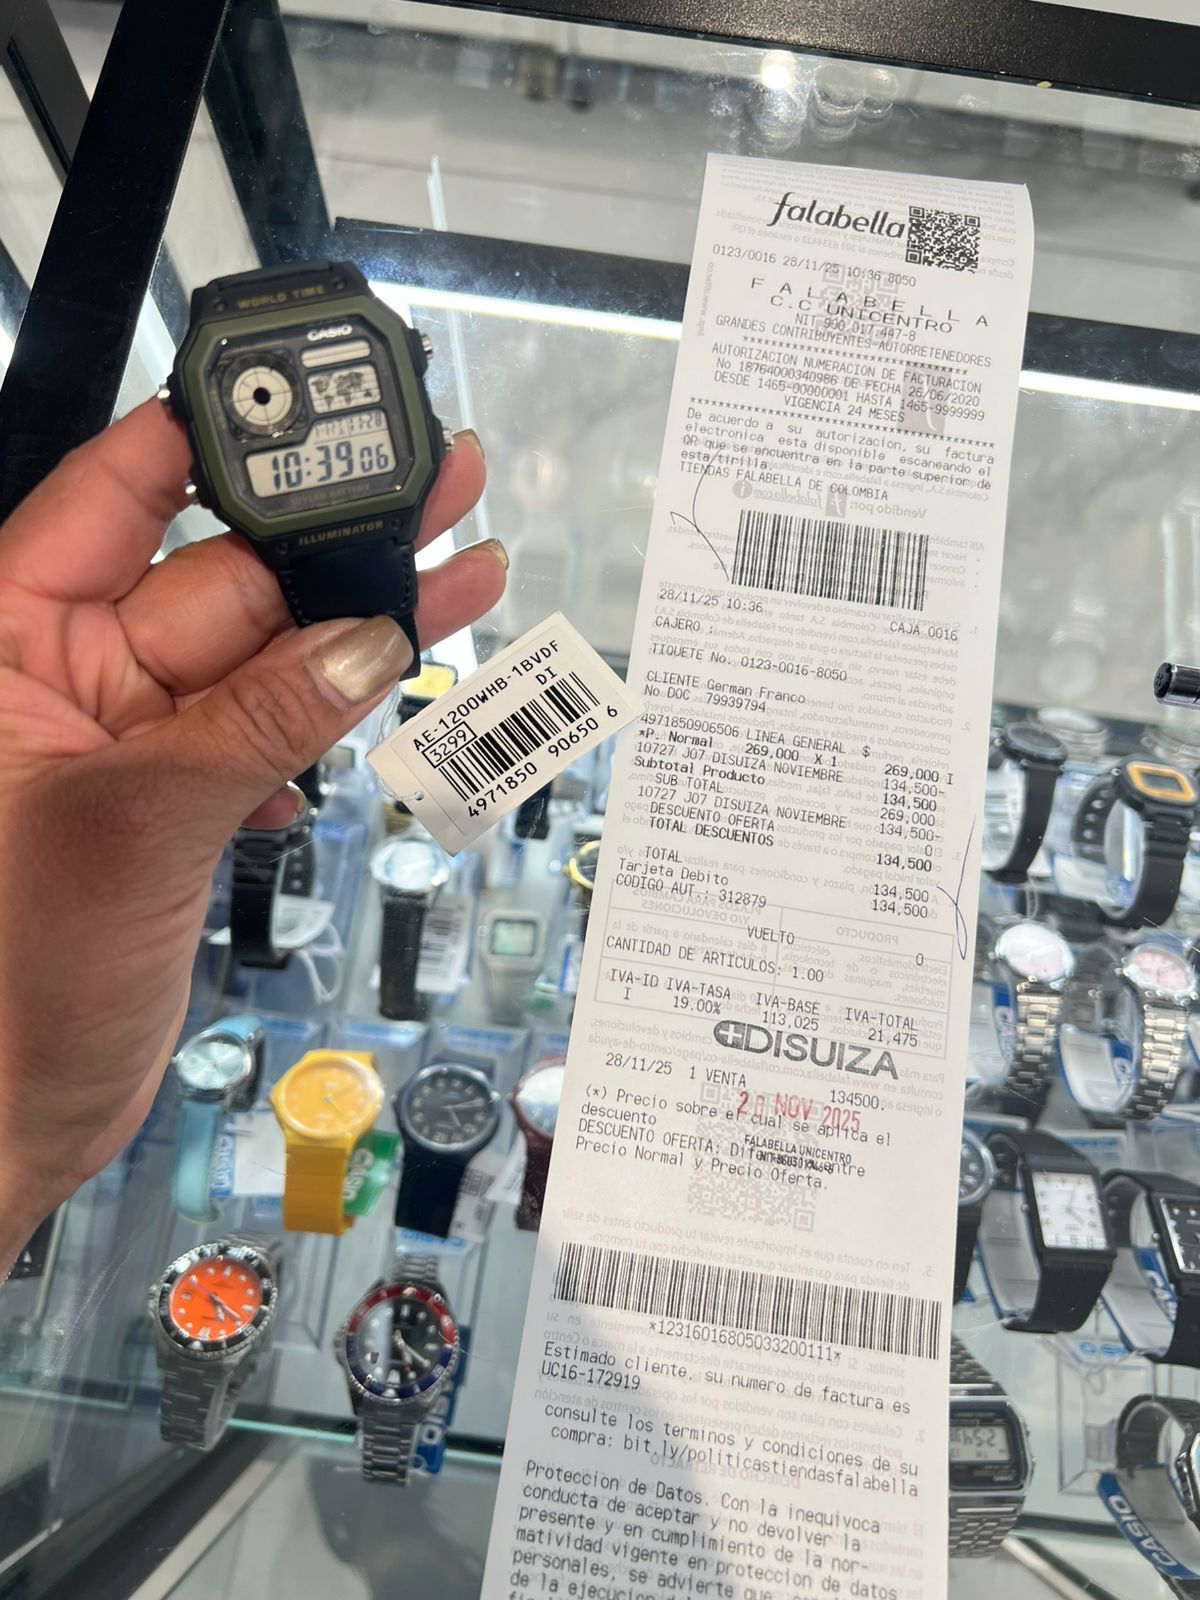 WORLD TIME
CASIO
10:39 06
10 YEAR BATTERY
ILLUMINATOR
AE-1200WHB-1BVDF
3299
DI
4971850 90650 6
falabella
0123/0016 28/11/25 10:36 8050
F A L A B E L L A
C.C UNICENTRO
NIT 900.017.447-8
GRANDES CONTRIBUYENTES-AUTORRETENEDORES
AUTORIZACION NUMERACION DE FACTURACION
No 18764000340986 DE FECHA 26/06/2020
DESDE 1465-00000001 HASTA 1465-9999999
VIGENCIA 24 MESES
De acuerdo a su autorizacion, su factura
electronica esta disponible escaneando el
QR que se encuentra en la parte superior de
esta tirilla.
TIENDAS FALABELLA DE COLOMBIA
28/11/25 10:36 CAJA 0016
CAJERO :
TIQUETE No. 0123-0016-8050
CLIENTE German Franco
No DOC 79939794
4971850906506 LINEA GENERAL $
*P. Normal 269,000 X 1 269,000 I
10727 J07 DISUIZA NOVIEMBRE 134,500-
Subtotal Producto 134,500
SUB TOTAL 269,000
10727 J07 DISUIZA NOVIEMBRE 134,500-
DESCUENTO OFERTA 0
TOTAL DESCUENTOS 134,500
TOTAL 134,500
Tarjeta Debito 134,500
CODIGO AUT.: 312879
VUELTO 0
CANTIDAD DE ARTICULOS: 1.00
IVA-ID IVA-TASA IVA-BASE IVA-TOTAL
I 19.00% 113,025 21,475
DISUIZA
28/11/25 1 VENTA 134500.
28 NOV 2025
(*) Precio sobre el cual se aplica el
descuento
FALABELLA UNICENTRO
DESCUENTO OFERTA: Dif entre
Precio Normal y Precio Oferta.
*12316016805033200111*
Estimado cliente, su numero de factura es
UC16-172919
consulte los terminos y condiciones de su
compra: bit.ly/politicastiendasfalabella
Proteccion de Datos. Con la inequivoca
conducta de aceptar y no devolver la
presente y en cumplimiento de la nor-
matividad vigente en proteccion de datos
personales, se advierte que
de la ejecucion
CASIO